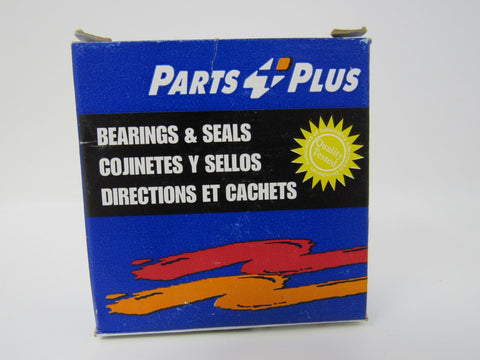 PARTS PLUS
BEARINGS & SEALS
COJINETES Y SELLOS
DIRECTIONS ET CACHETS
Quality
Tested